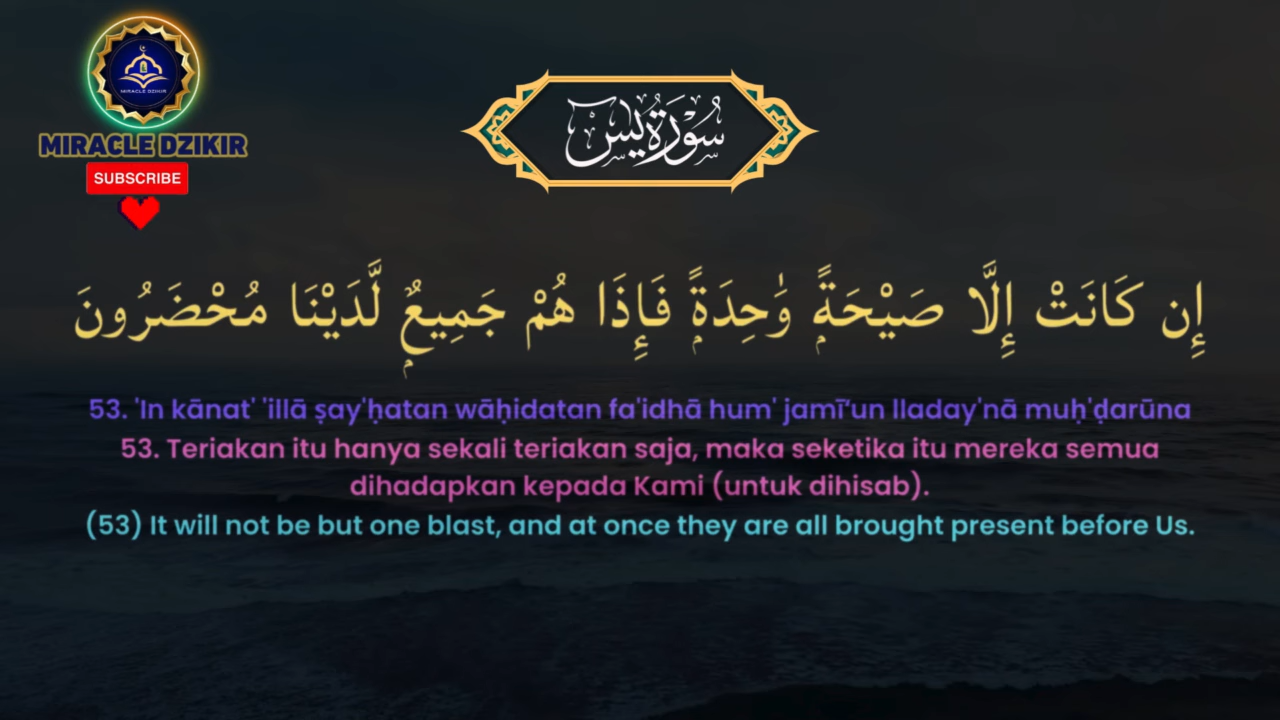 MIRACLE DZIKIR
MIRACLE DZIKIR
SUBSCRIBE
سُوْرَةُ يٰسٓ
إِن كَانَتْ إِلَّا صَيْحَةًۭ وَٰحِدَةًۭ فَإِذَا هُمْ جَمِيعٌۭ لَّدَيْنَا مُحْضَرُونَ
53. 'In kānat' 'illā ṣay'ḥatan wāḥidatan fa'idhā hum' jamī‘un lladay'nā muḥ'ḍarūna
53. Teriakan itu hanya sekali teriakan saja, maka seketika itu mereka semua
dihadapkan kepada Kami (untuk dihisab).
(53) It will not be but one blast, and at once they are all brought present before Us.